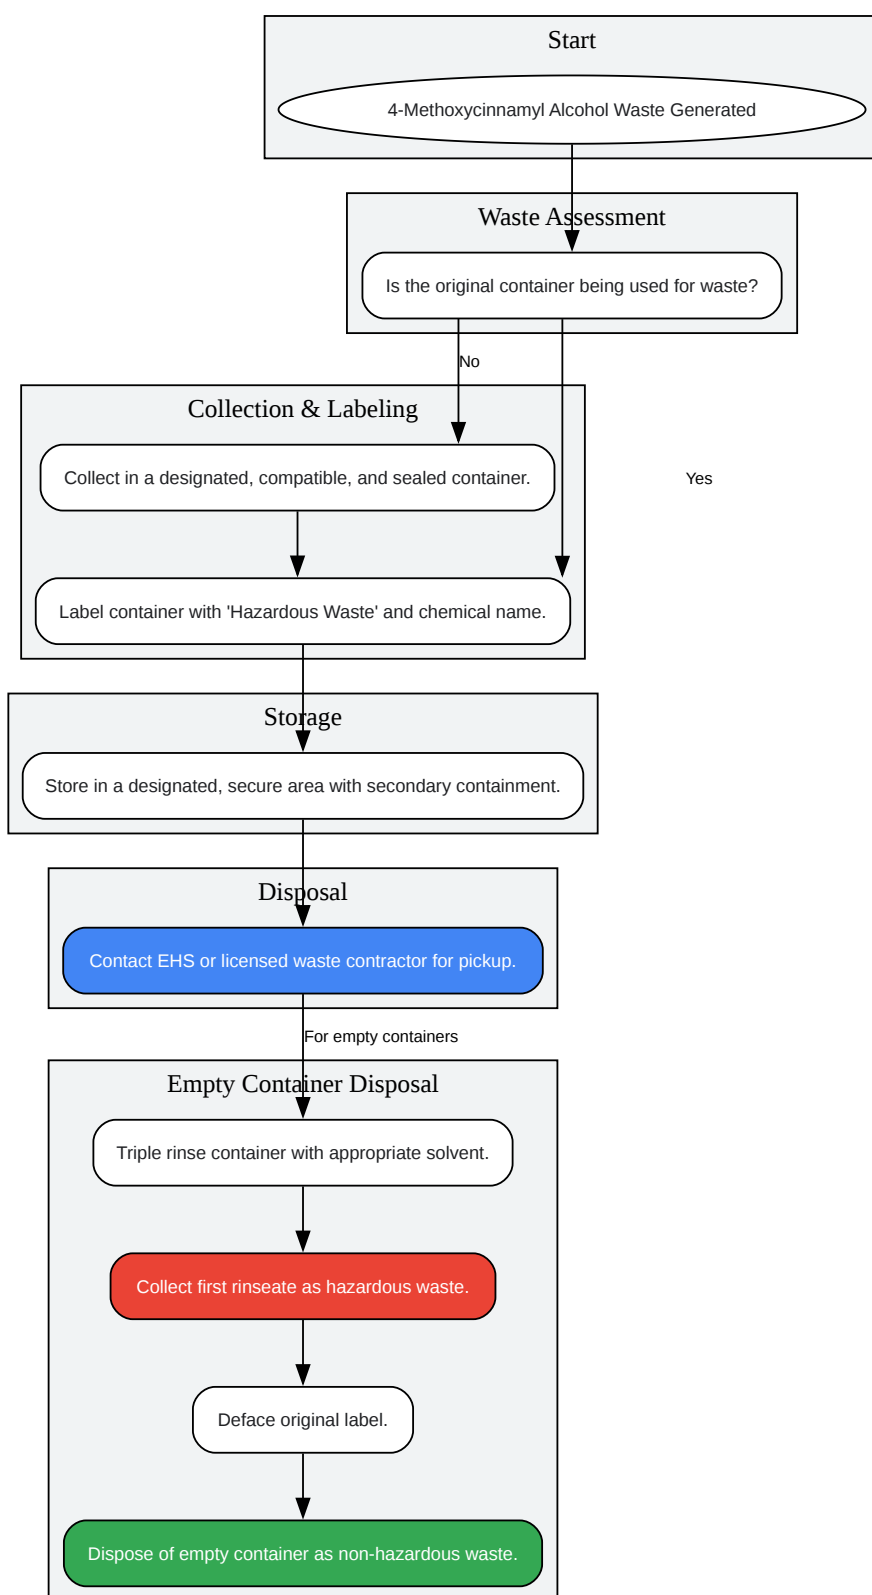 Start
4-Methoxycinnamyl Alcohol Waste Generated
Waste Assessment
Is the original container being used for waste?
No
Collection & Labeling
Collect in a designated, compatible, and sealed container.
Yes
Label container with 'Hazardous Waste' and chemical name.
Storage
Store in a designated, secure area with secondary containment.
Disposal
Contact EHS or licensed waste contractor for pickup.
For empty containers
Empty Container Disposal
Triple rinse container with appropriate solvent.
Collect first rinseate as hazardous waste.
Deface original label.
Dispose of empty container as non-hazardous waste.